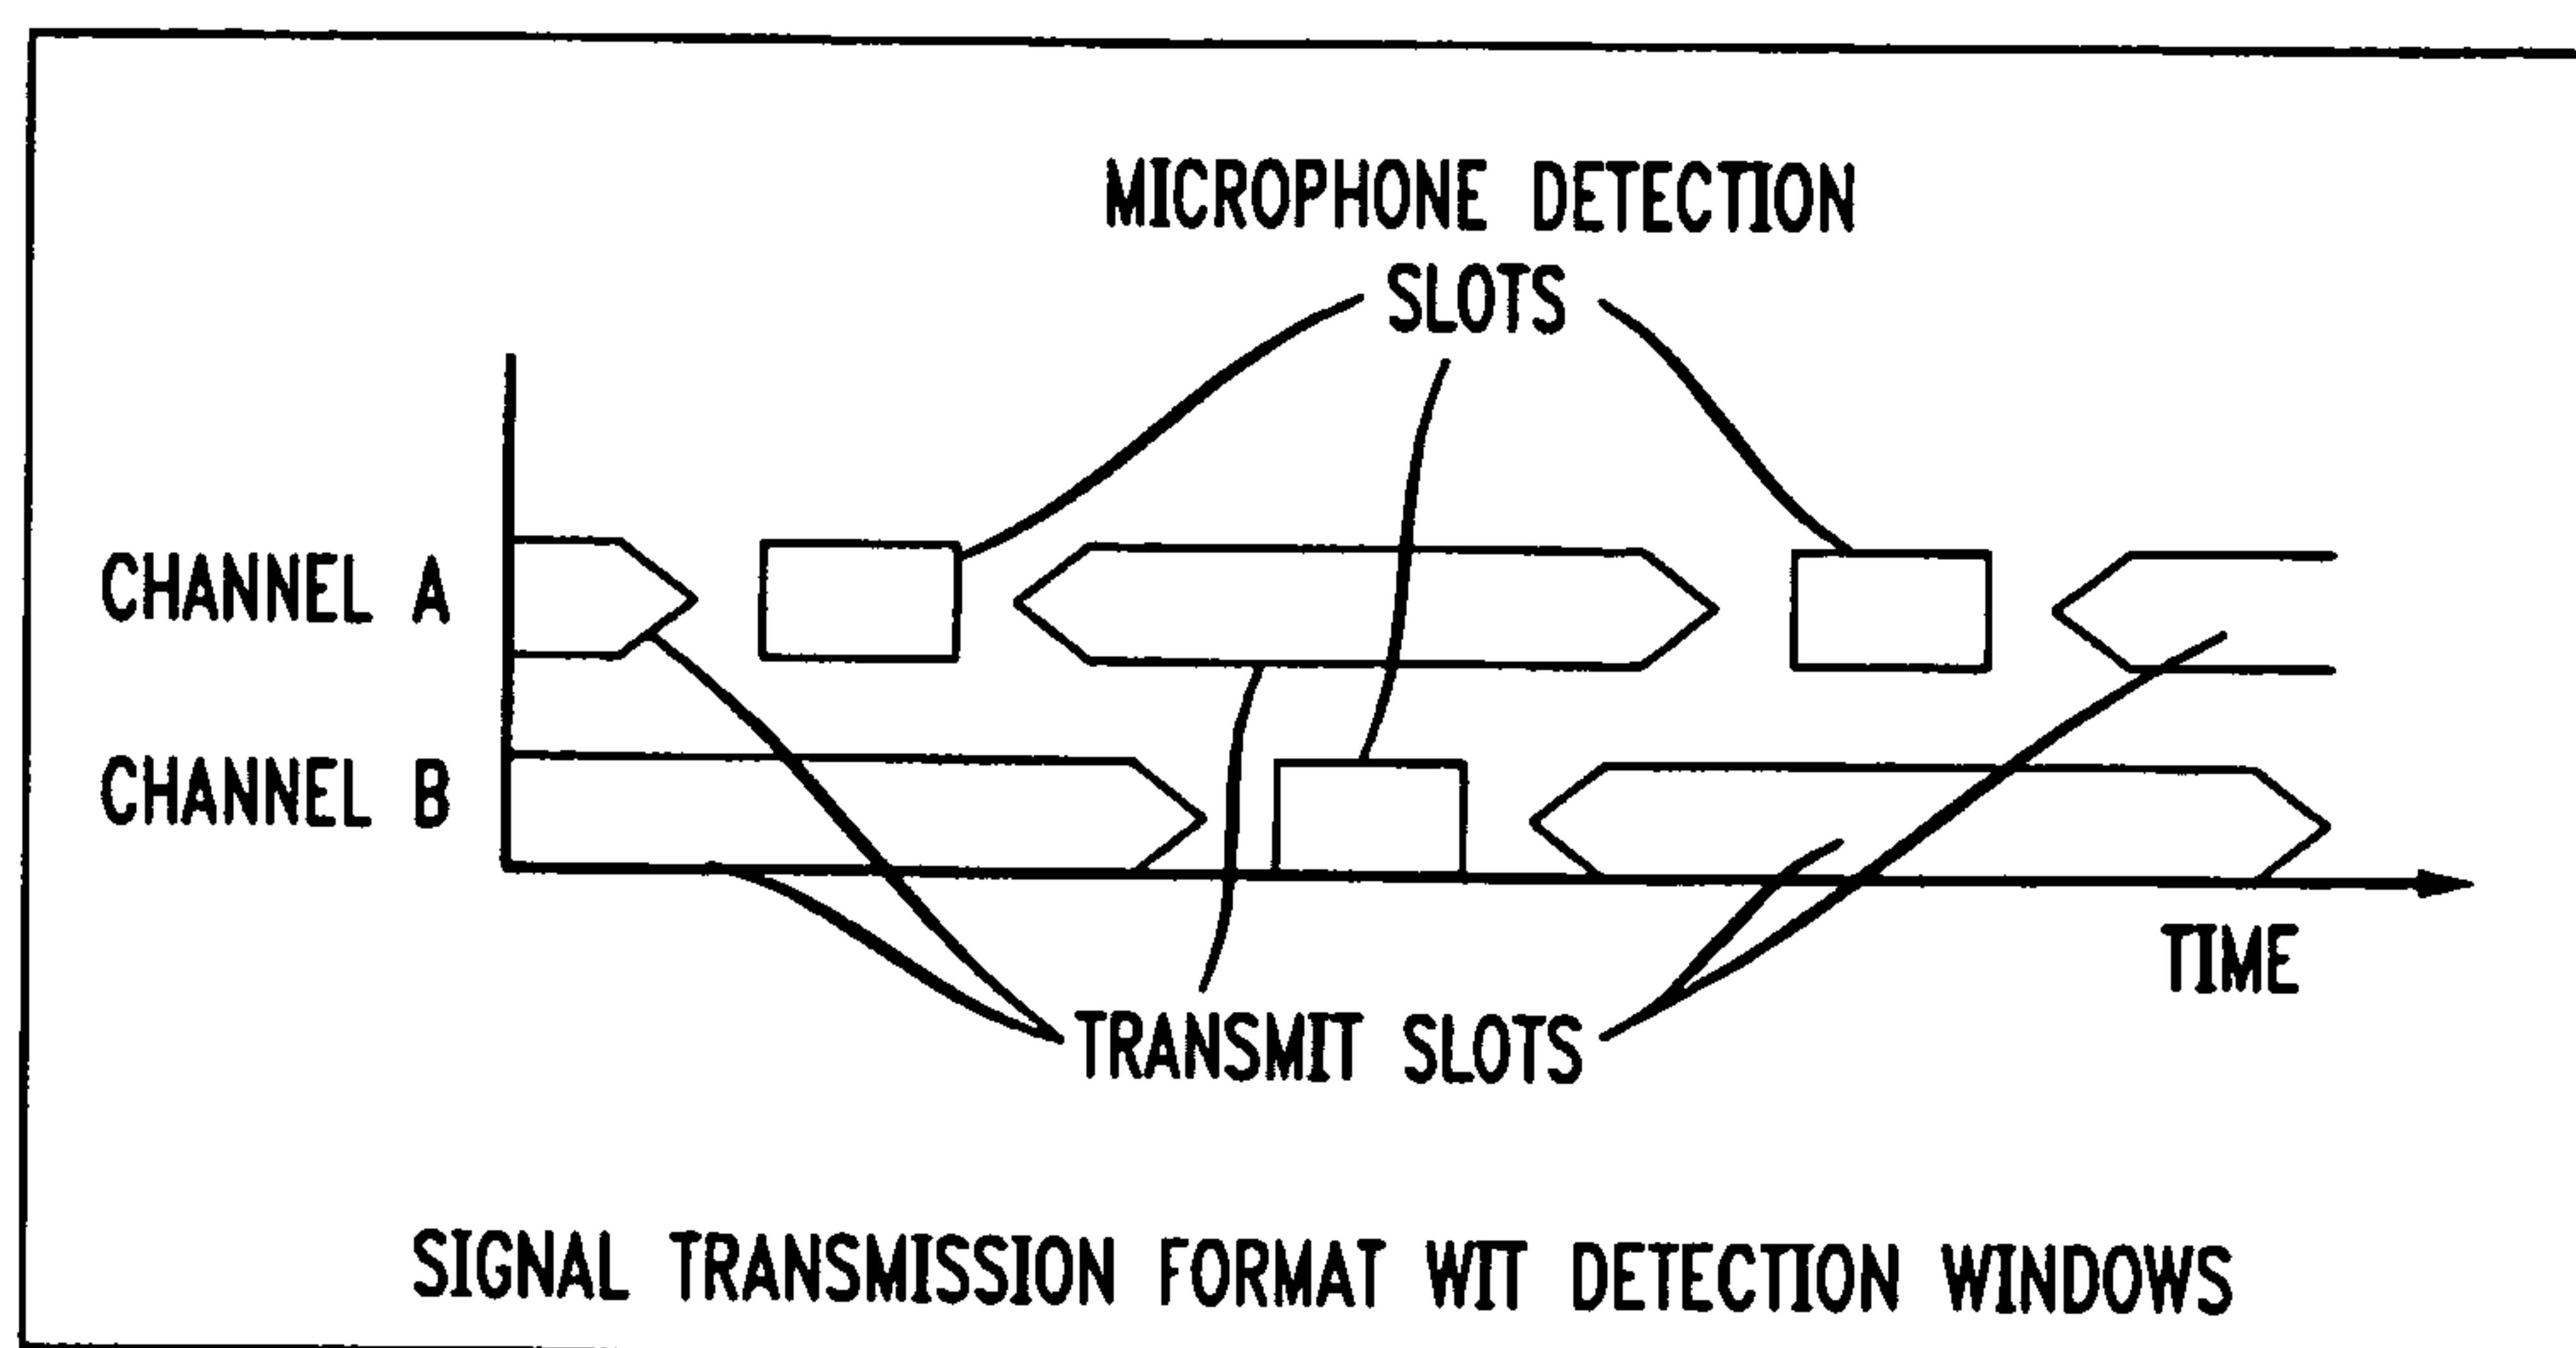 MICROPHONE DETECTION
SLOTS
CHANNEL A
CHANNEL B
TIME
TRANSMIT SLOTS
SIGNAL TRANSMISSION FORMAT WIT DETECTION WINDOWS